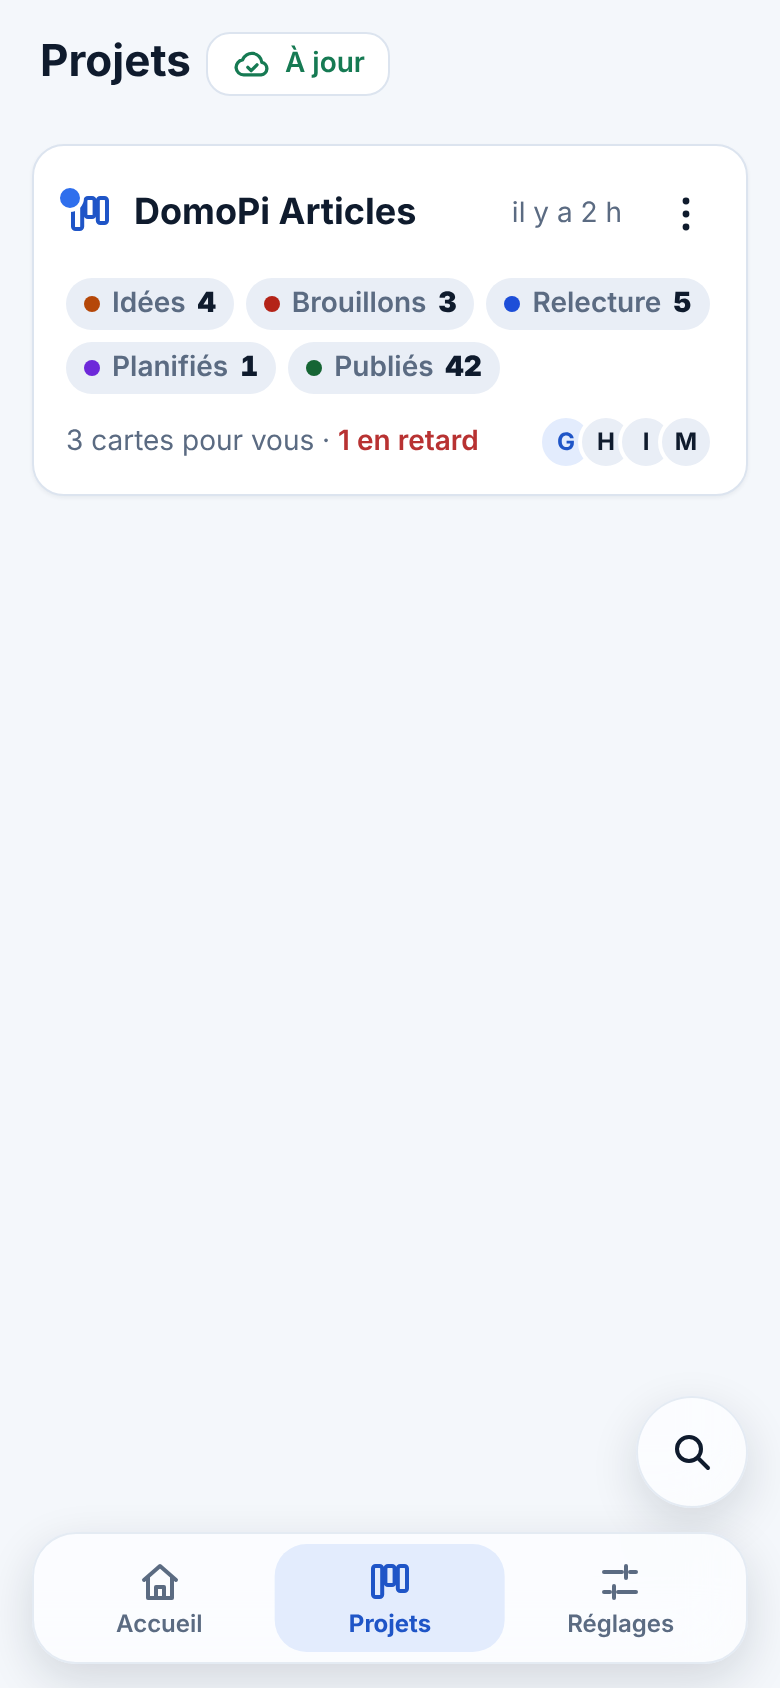 Projets À jour
DomoPi Articles il y a 2 h
Idées 4 Brouillons 3 Relecture 5
Planifiés 1 Publiés 42
3 cartes pour vous · 1 en retard G H I M
Accueil Projets Réglages